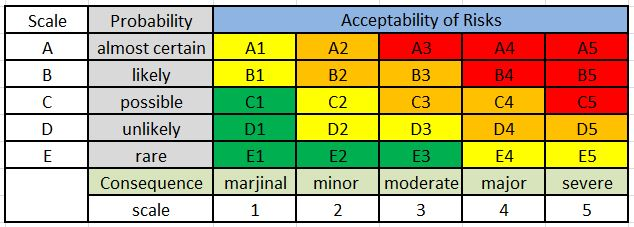 Scale Probability Acceptability of Risks
A almost certain A1 A2 A3 A4 A5
B likely B1 B2 B3 B4 B5
C possible C1 C2 C3 C4 C5
D unlikely D1 D2 D3 D4 D5
E rare E1 E2 E3 E4 E5
Consequence marjinal minor moderate major severe
scale 1 2 3 4 5